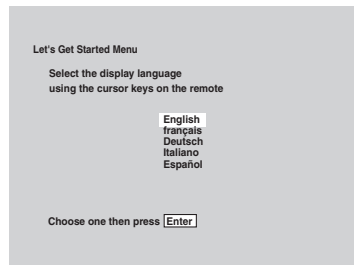 Let's Get Started Menu
Select the display language
using the cursor keys on the remote
English
français
Deutsch
Italiano
Español
Choose one then press Enter